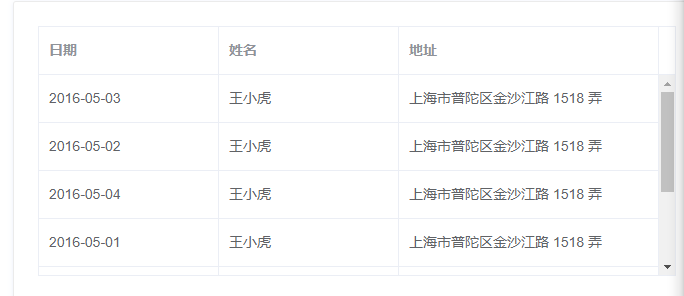 日期 姓名 地址
2016-05-03 王小虎 上海市普陀区金沙江路 1518 弄
2016-05-02 王小虎 上海市普陀区金沙江路 1518 弄
2016-05-04 王小虎 上海市普陀区金沙江路 1518 弄
2016-05-01 王小虎 上海市普陀区金沙江路 1518 弄